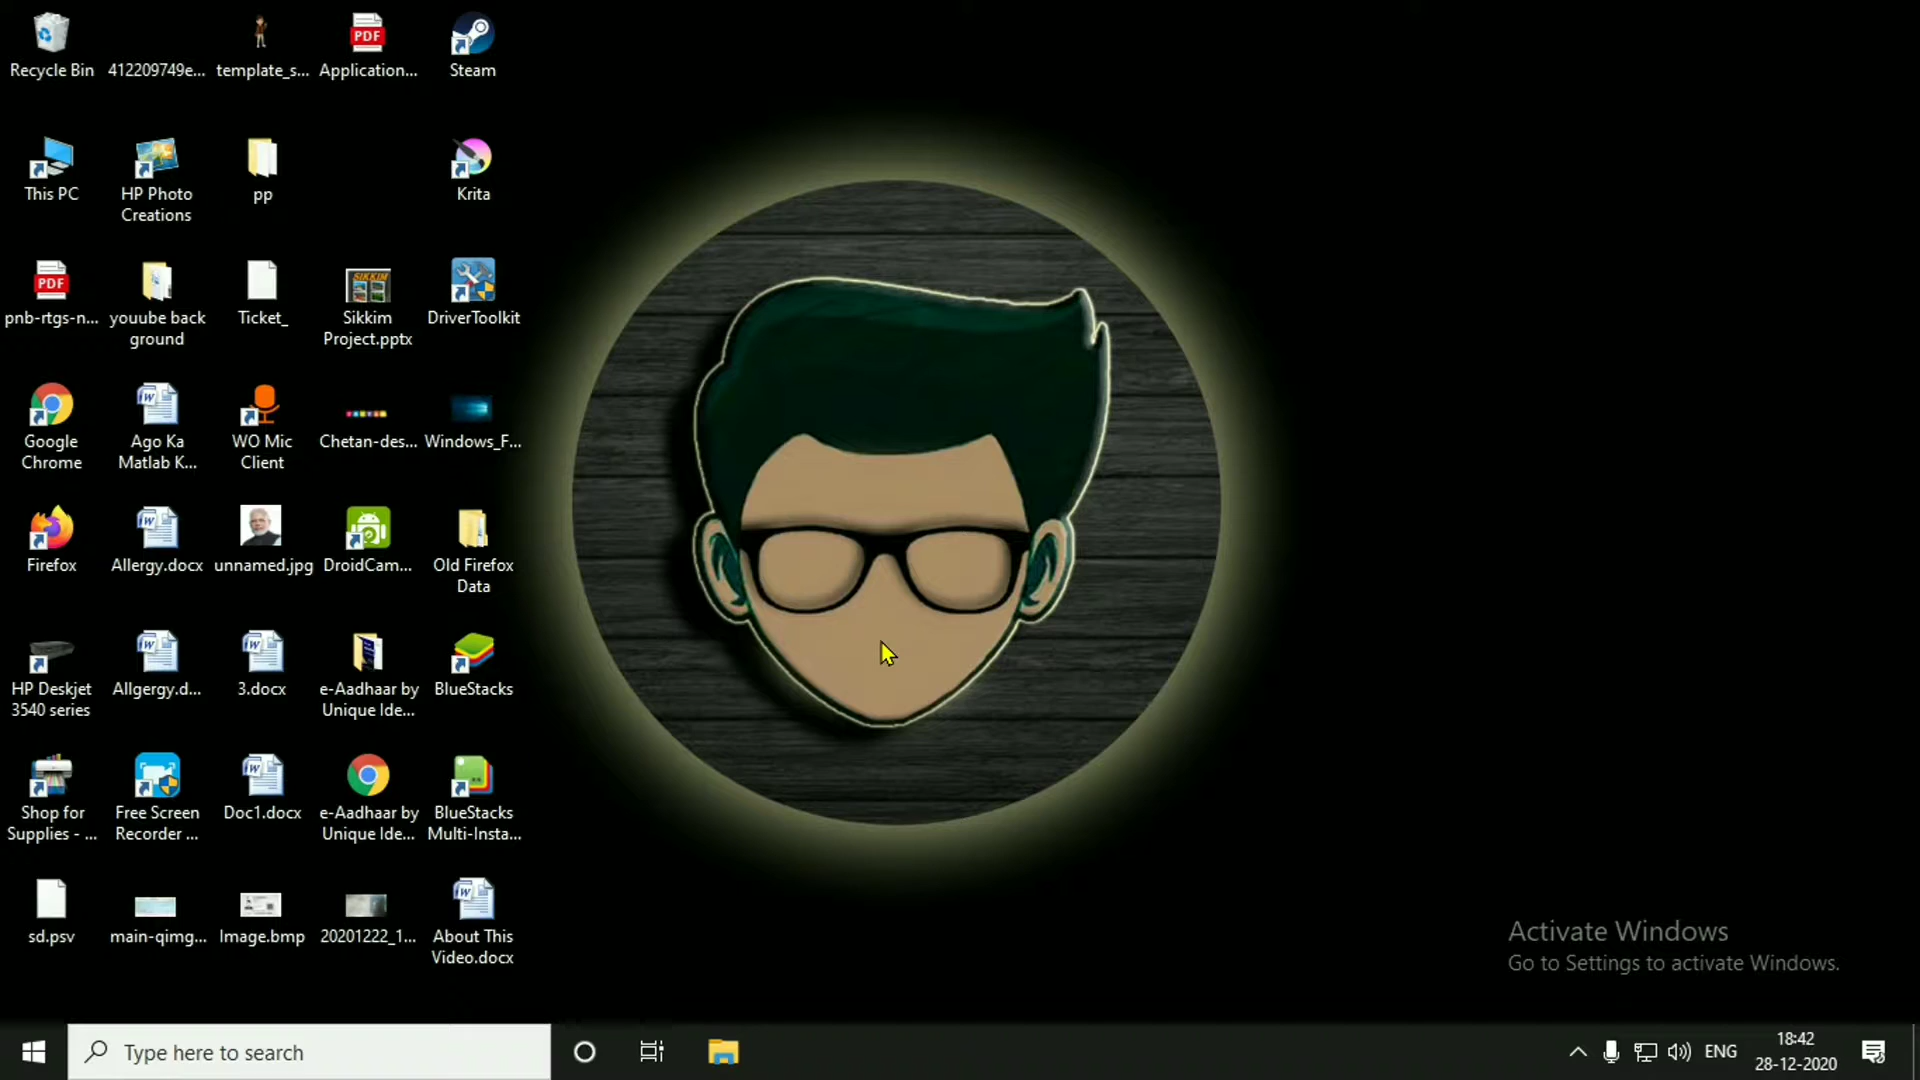 Recycle Bin
412209749e...
template_s...
Application...
Steam
This PC
HP Photo
Creations
pp
Krita
PDF
pnb-rtgs-n...
youube back
ground
Ticket_
SIKKIM
Sikkim
Project.pptx
DriverToolkit
Google
Chrome
Ago Ka
Matlab K...
WO Mic
Client
Chetan-des...
Windows_F...
Firefox
Allergy.docx
unnamed.jpg
DroidCam...
Old Firefox
Data
HP Deskjet
3540 series
Allgergy.d...
3.docx
e-Aadhaar by
Unique Ide...
BlueStacks
Shop for
Supplies - ...
Free Screen
Recorder ...
Doc1.docx
e-Aadhaar by
Unique Ide...
BlueStacks
Multi-Insta...
sd.psv
main-qimg...
Image.bmp
20201222_1...
About This
Video.docx
Activate Windows
Go to Settings to activate Windows.
Type here to search
ENG
18:42
28-12-2020